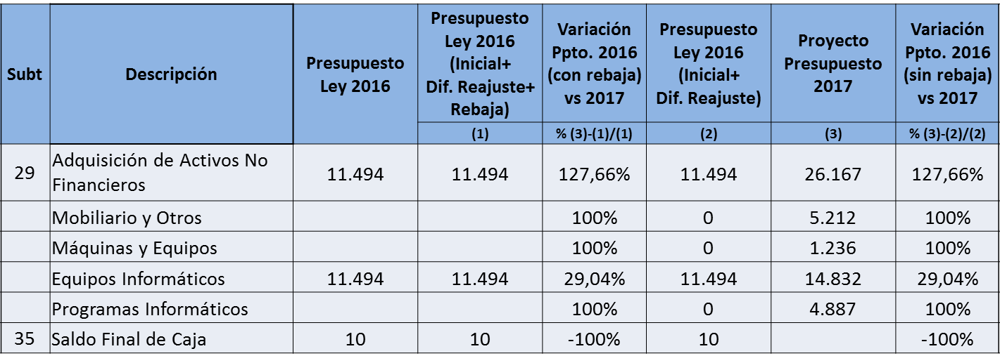 Subt
Descripción
Presupuesto
Ley 2016
Presupuesto
Ley 2016
(Inicial+
Dif. Reajuste+
Rebaja)
Variación
Ppto. 2016
(con rebaja)
vs 2017
Presupuesto
Ley 2016
(Inicial+
Dif. Reajuste)
Proyecto
Presupuesto
2017
Variación
Ppto. 2016
(sin rebaja)
vs 2017
(1) % (3)-(1)/(1) (2) (3) % (3)-(2)/(2)
29 Adquisición de Activos No
Financieros 11.494 11.494 127,66% 11.494 26.167 127,66%
Mobiliario y Otros 100% 0 5.212 100%
Máquinas y Equipos 100% 0 1.236 100%
Equipos Informáticos 11.494 11.494 29,04% 11.494 14.832 29,04%
Programas Informáticos 100% 0 4.887 100%
35 Saldo Final de Caja 10 10 -100% 10 -100%